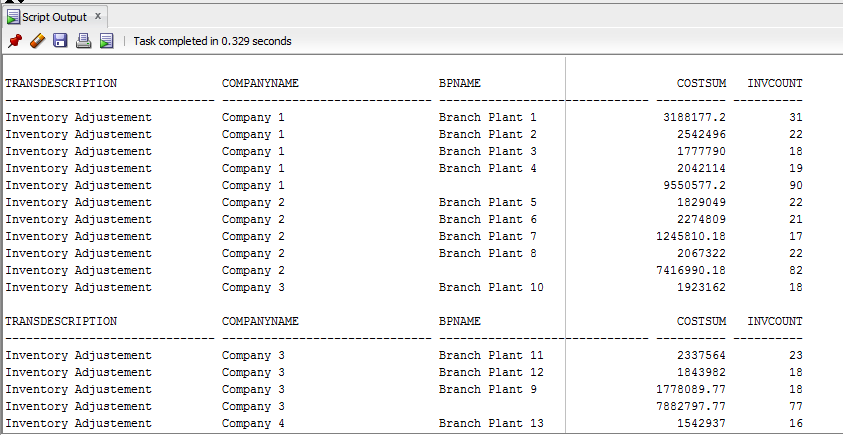 Script Output x
Task completed in 0.329 seconds
TRANSDESCRIPTION COMPANYNAME BPNAME COSTSUM INVCOUNT
------------------------------ ------------------------------ ------------------------------ ---------- ----------
Inventory Adjustement Company 1 Branch Plant 1 3188177.2 31
Inventory Adjustement Company 1 Branch Plant 2 2542496 22
Inventory Adjustement Company 1 Branch Plant 3 1777790 18
Inventory Adjustement Company 1 Branch Plant 4 2042114 19
Inventory Adjustement Company 1 9550577.2 90
Inventory Adjustement Company 2 Branch Plant 5 1829049 22
Inventory Adjustement Company 2 Branch Plant 6 2274809 21
Inventory Adjustement Company 2 Branch Plant 7 1245810.18 17
Inventory Adjustement Company 2 Branch Plant 8 2067322 22
Inventory Adjustement Company 2 7416990.18 82
Inventory Adjustement Company 3 Branch Plant 10 1923162 18
TRANSDESCRIPTION COMPANYNAME BPNAME COSTSUM INVCOUNT
------------------------------ ------------------------------ ------------------------------ ---------- ----------
Inventory Adjustement Company 3 Branch Plant 11 2337564 23
Inventory Adjustement Company 3 Branch Plant 12 1843982 18
Inventory Adjustement Company 3 Branch Plant 9 1778089.77 18
Inventory Adjustement Company 3 7882797.77 77
Inventory Adjustement Company 4 Branch Plant 13 1542937 16